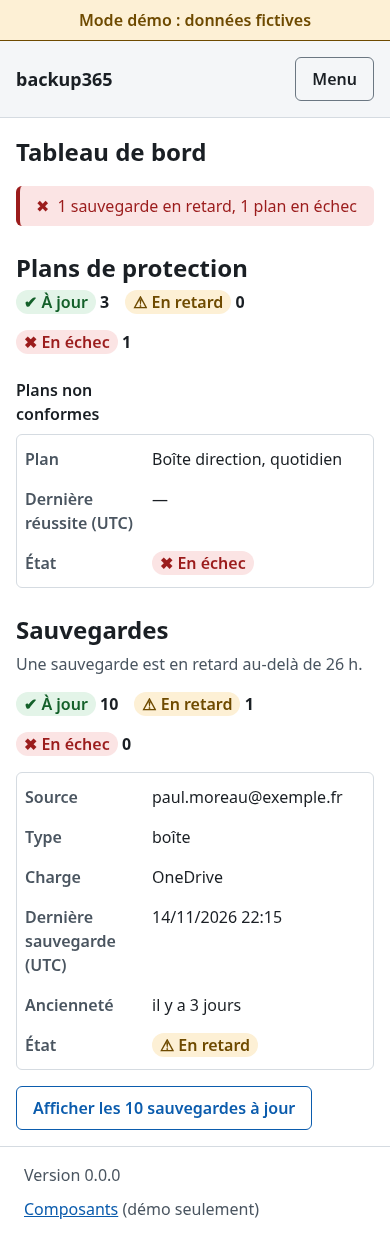 Mode démo : données fictives
backup365
Menu
Tableau de bord
✖ 1 sauvegarde en retard, 1 plan en échec
Plans de protection
✔ À jour 3 ⚠ En retard 0
✖ En échec 1
Plans non
conformes
Plan Boîte direction, quotidien
Dernière —
réussite (UTC)
État ✖ En échec
Sauvegardes
Une sauvegarde est en retard au-delà de 26 h.
✔ À jour 10 ⚠ En retard 1
✖ En échec 0
Source paul.moreau@exemple.fr
Type boîte
Charge OneDrive
Dernière 14/11/2026 22:15
sauvegarde
(UTC)
Ancienneté il y a 3 jours
État ⚠ En retard
Afficher les 10 sauvegardes à jour
Version 0.0.0
Composants (démo seulement)